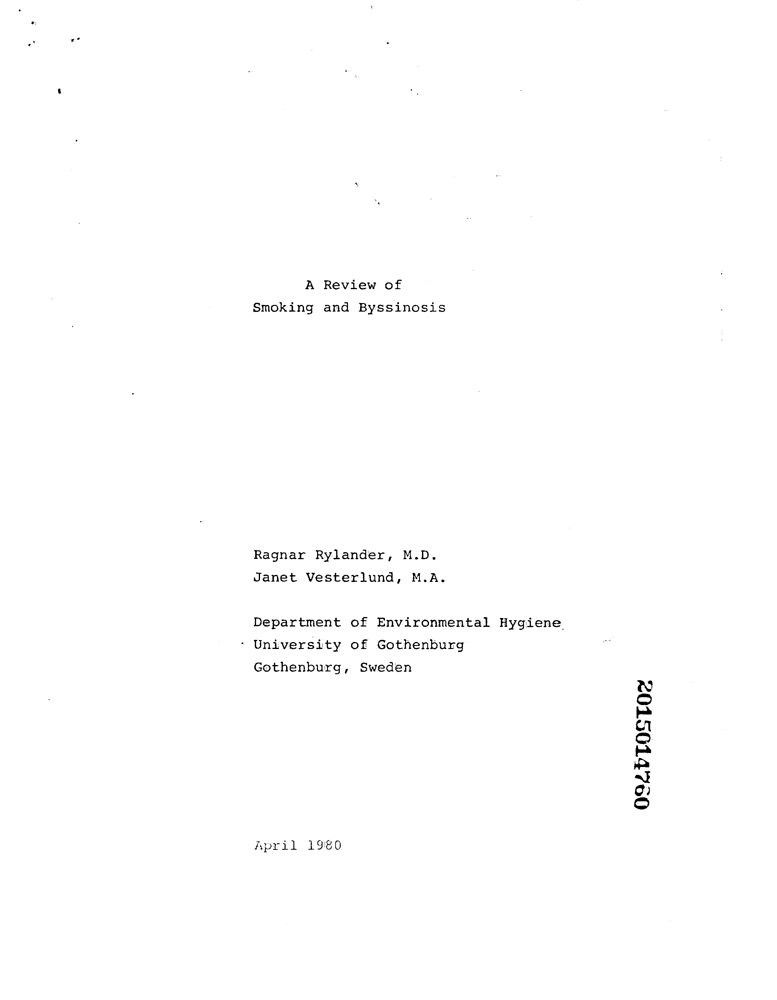 A Review of
Smoking and Byssinosis
Ragnar Rylander, M.D.
Janet Vesterlund, M.A.
Department of Environmental Hygiene
University of Gothenburg
Gothenburg, Sweden
2015014760
April 1980